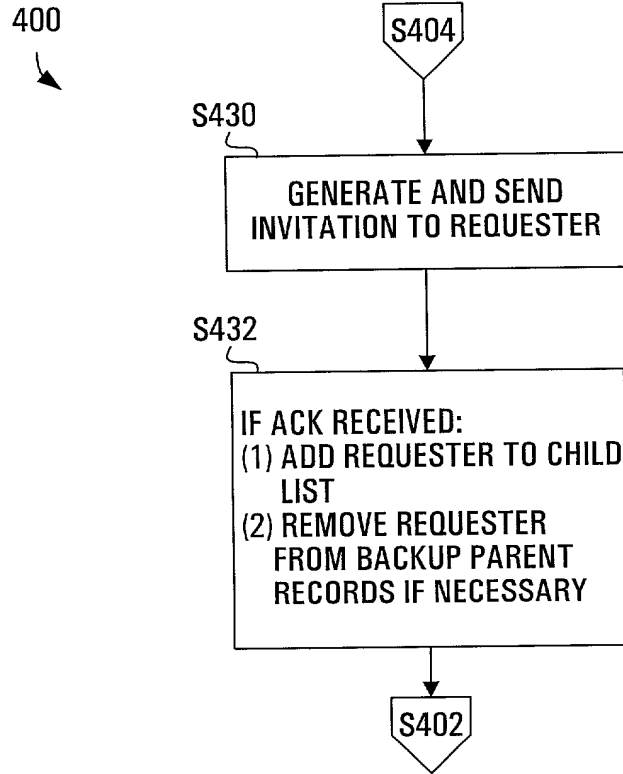 400
S404
S430
GENERATE AND SEND
INVITATION TO REQUESTER
S432
IF ACK RECEIVED:
(1) ADD REQUESTER TO CHILD
LIST
(2) REMOVE REQUESTER
FROM BACKUP PARENT
RECORDS IF NECESSARY
S402